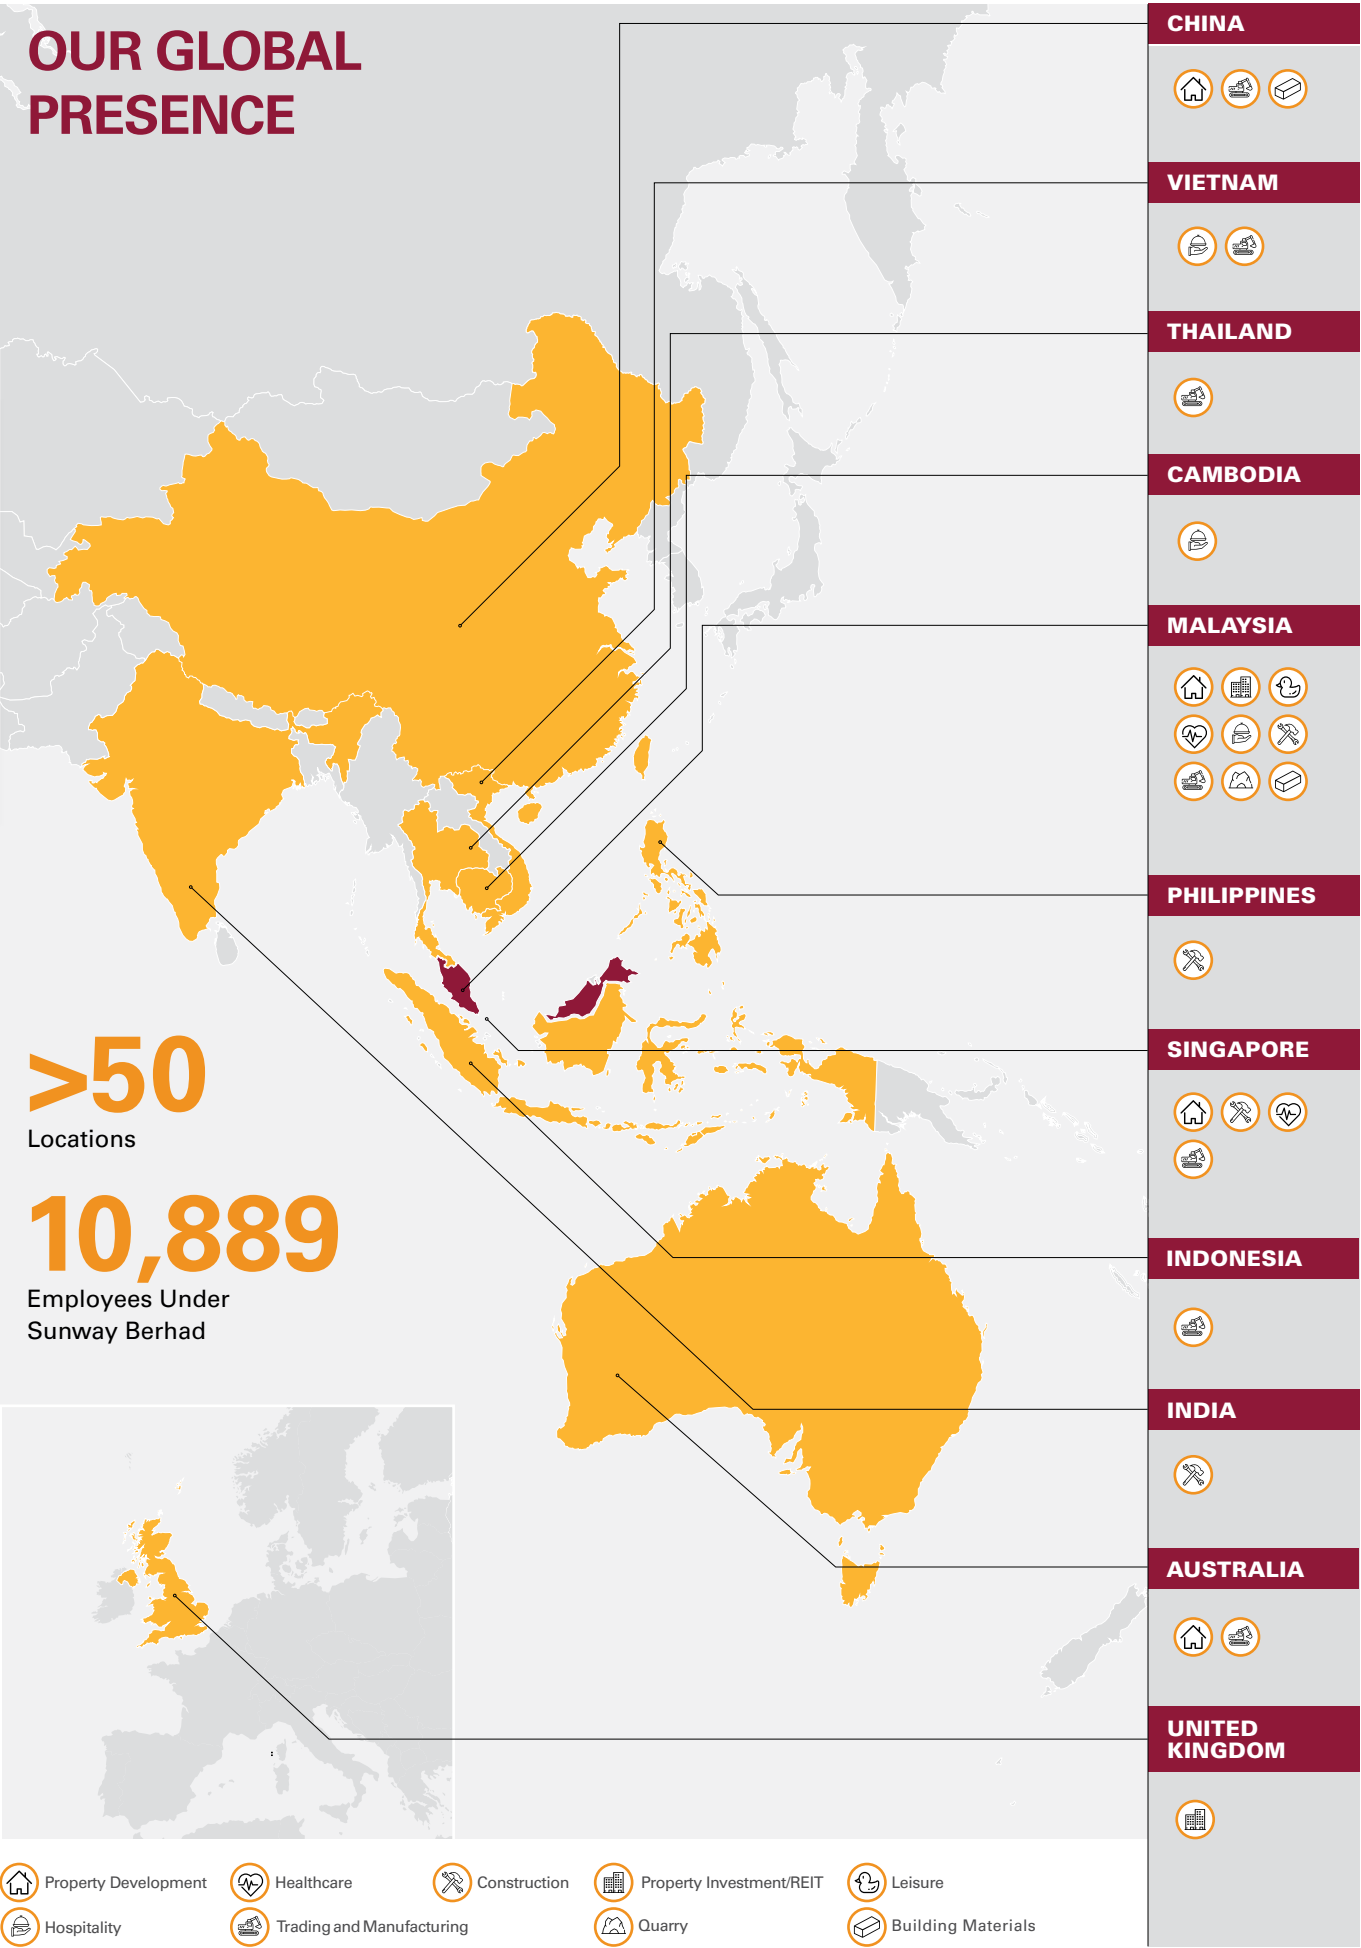 OUR GLOBAL
PRESENCE
CHINA
VIETNAM
THAILAND
CAMBODIA
MALAYSIA
PHILIPPINES
SINGAPORE
INDONESIA
INDIA
AUSTRALIA
UNITED
KINGDOM
>50
Locations
10,889
Employees Under
Sunway Berhad
Property Development
Healthcare
Construction
Property Investment/REIT
Leisure
Hospitality
Trading and Manufacturing
Quarry
Building Materials